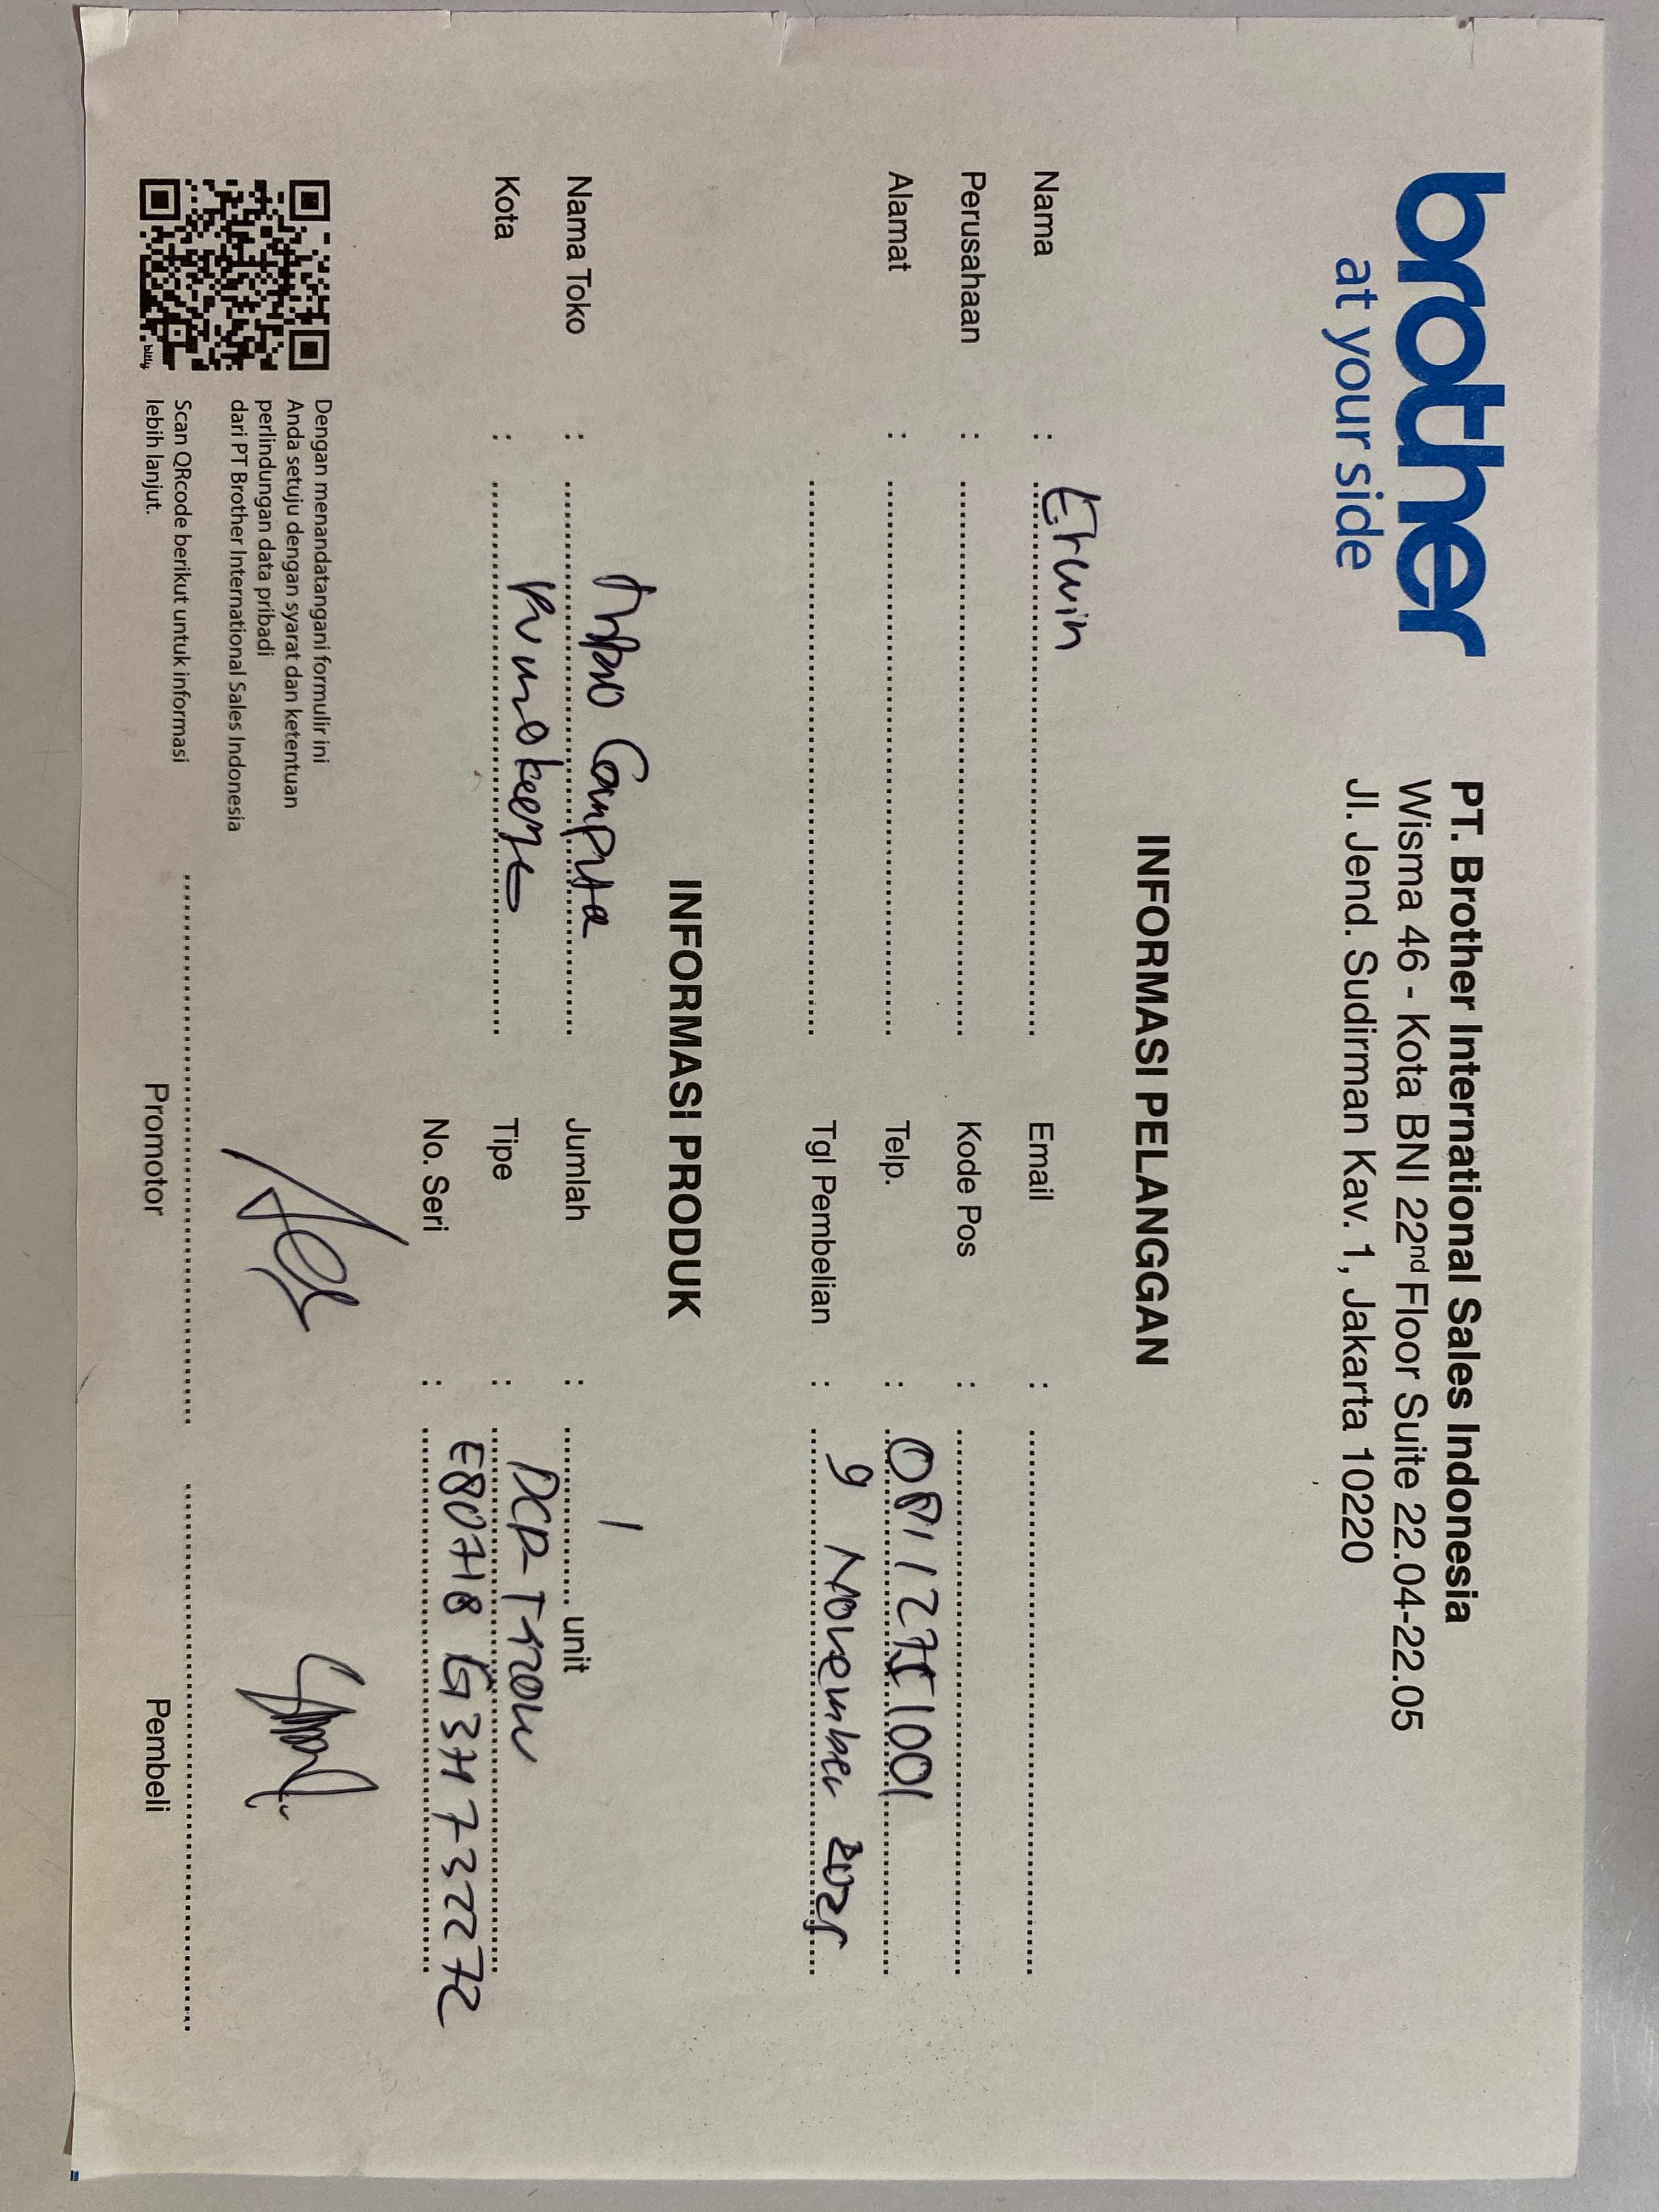 brother
at your side
PT. Brother International Sales Indonesia
Wisma 46 - Kota BNI 22nd Floor Suite 22.04-22.05
Jl. Jend. Sudirman Kav. 1, Jakarta 10220
INFORMASI PELANGGAN
Nama : Erwin Email :
Perusahaan : Kode Pos :
Alamat : Telp. : 0811 2751001
Tgl Pembelian : 9 November 2025
INFORMASI PRODUK
Nama Toko : Computer Jumlah : 1 unit
Kota : Purwokerto Tipe : DCP-T720W
No. Seri : E80718 G3H732272
Dengan menandatangani formulir ini
Anda setuju dengan syarat dan ketentuan
perlindungan data pribadi
dari PT Brother International Sales Indonesia
Scan QRcode berikut untuk informasi
lebih lanjut.
bitly
Promotor Pembeli